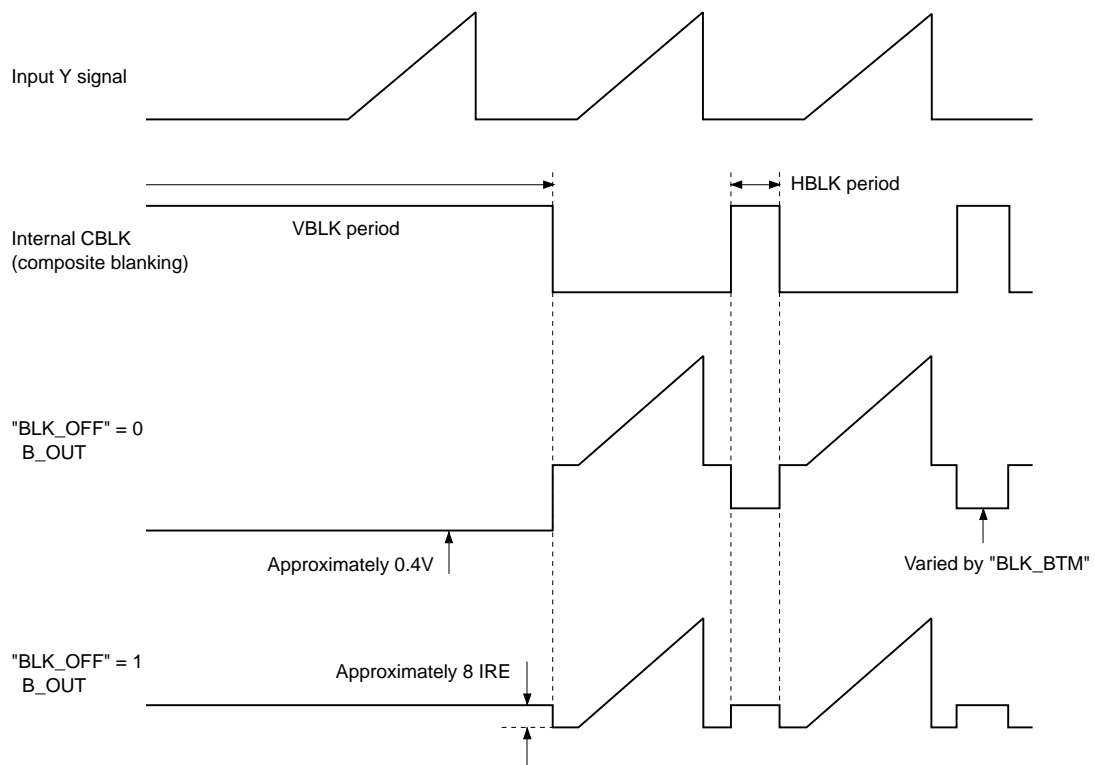 Input Y signal
HBLK period
VBLK period
Internal CBLK
(composite blanking)
"BLK_OFF" = 0
B_OUT
Approximately 0.4V
Varied by "BLK_BTM"
"BLK_OFF" = 1
B_OUT
Approximately 8 IRE